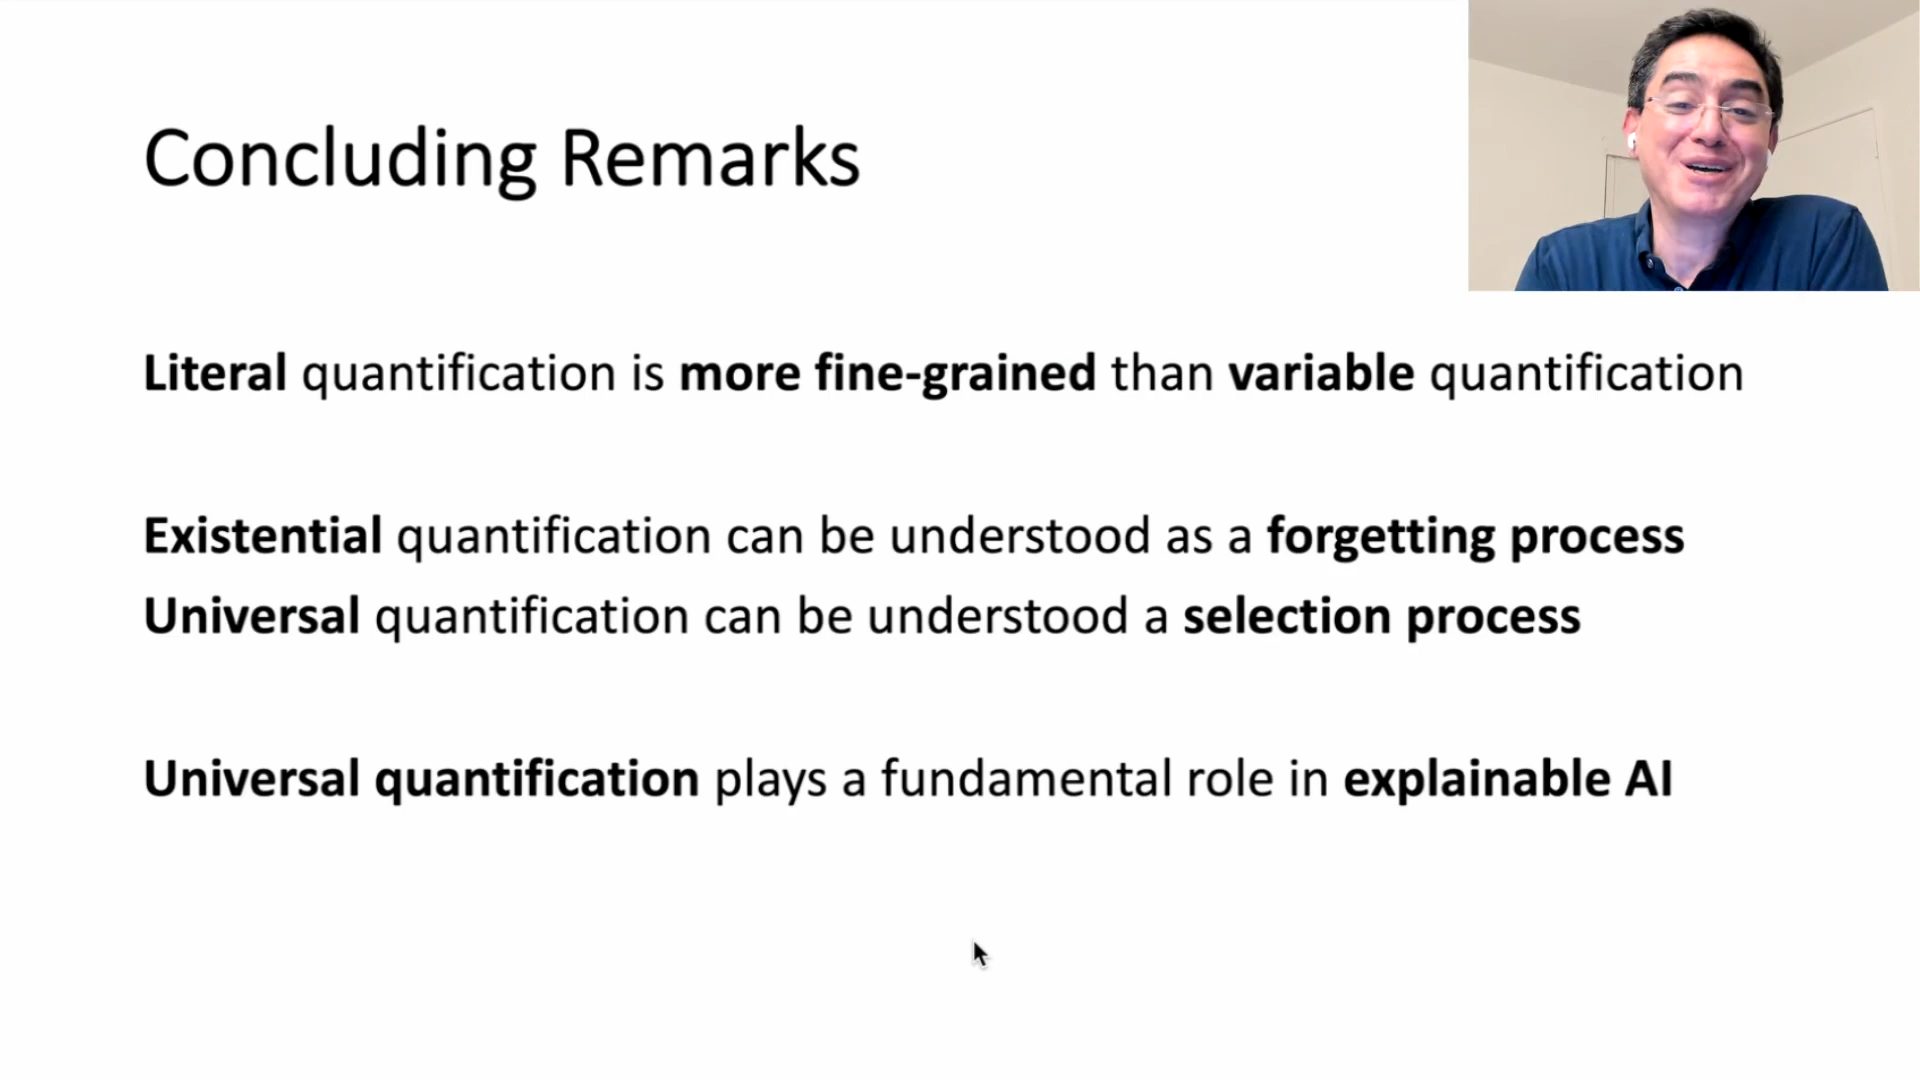 Concluding Remarks
Literal quantification is more fine-grained than variable quantification
Existential quantification can be understood as a forgetting process
Universal quantification can be understood a selection process
Universal quantification plays a fundamental role in explainable AI